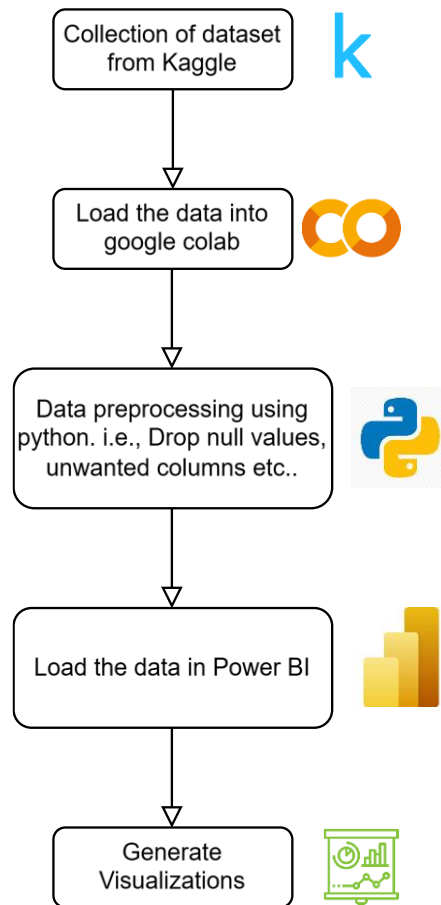 Collection of dataset
from Kaggle
k
Load the data into
google colab
Data preprocessing using
python. i.e., Drop null values,
unwanted columns etc..
Load the data in Power BI
Generate
Visualizations